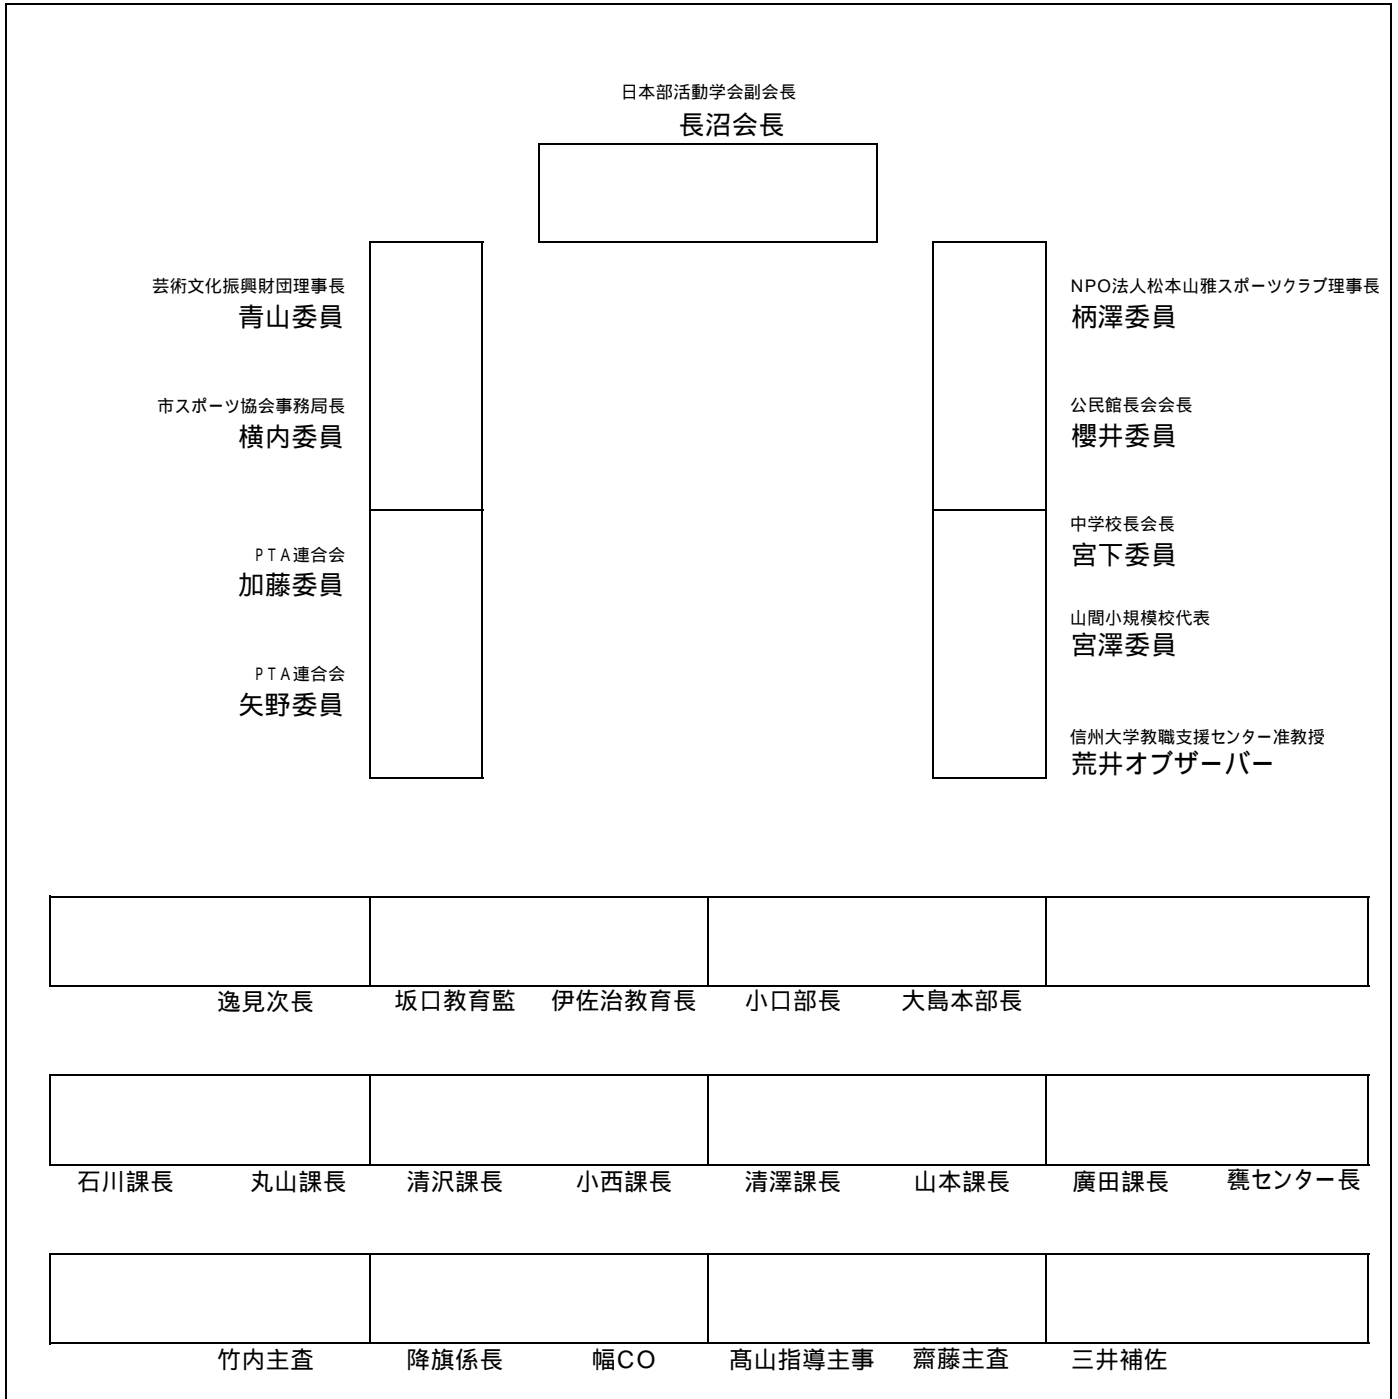 日本部活動学会副会長
長沼会長
芸術文化振興財団理事長
青山委員
市スポーツ協会事務局長
横内委員
PTA連合会
加藤委員
PTA連合会
矢野委員
NPO法人松本山雅スポーツクラブ理事長
柄澤委員
公民館長会会長
櫻井委員
中学校長会長
宮下委員
山間小規模校代表
宮澤委員
信州大学教職支援センター准教授
荒井オブザーバー
逸見次長 坂口教育監 伊佐治教育長 小口部長 大島本部長
石川課長 丸山課長 清沢課長 小西課長 清澤課長 山本課長 廣田課長 甕センター長
竹内主査 降旗係長 幅CO 髙山指導主事 齋藤主査 三井補佐